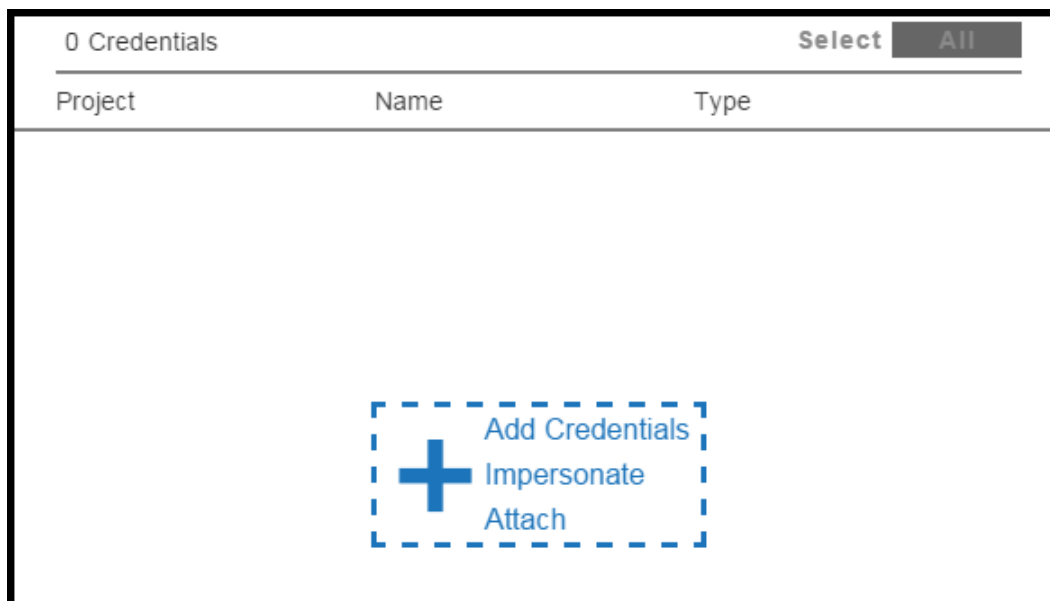 0 Credentials Select All
Project Name Type
Add Credentials
Impersonate
Attach